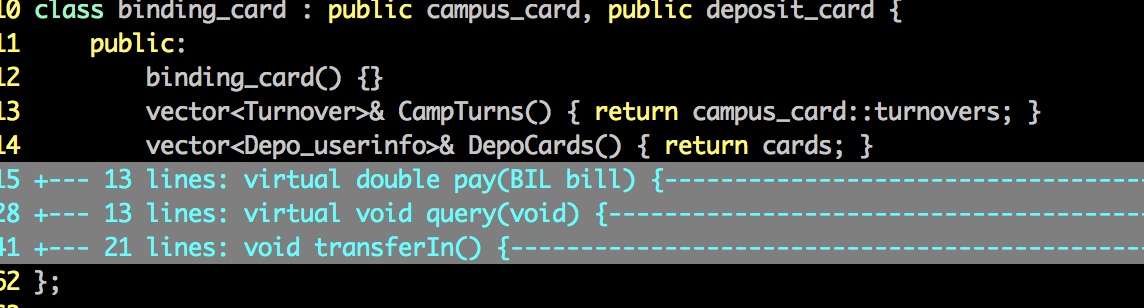 10 class binding_card : public campus_card, public deposit_card {
11     public:
12         binding_card() {}
13         vector<Turnover>& CampTurns() { return campus_card::turnovers; }
14         vector<Depo_userinfo>& DepoCards() { return cards; }
15 +--- 13 lines: virtual double pay(BIL bill) {-----------------------------------
28 +--- 13 lines: virtual void query(void) {---------------------------------------
41 +--- 21 lines: void transferIn() {----------------------------------------------
62 };